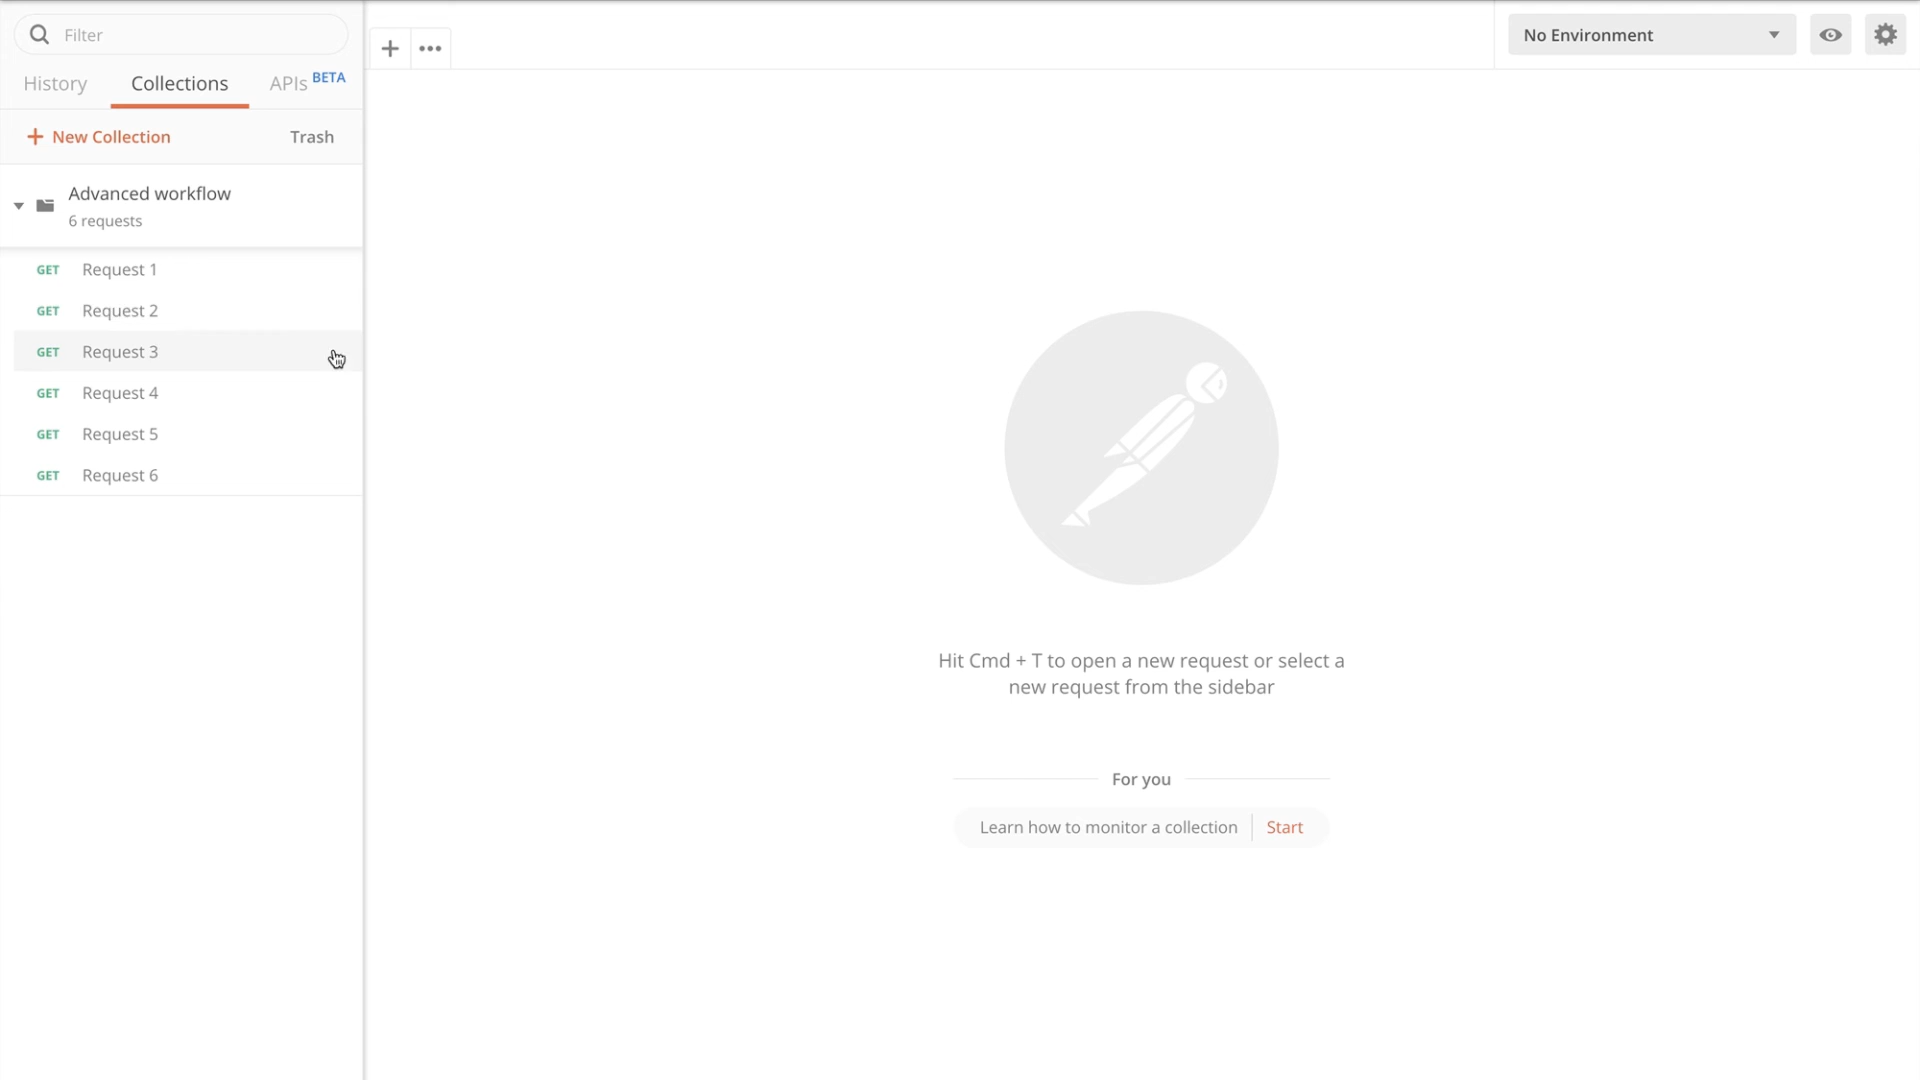 Filter
No Environment
History
Collections
APIs BETA
New Collection
Trash
Advanced workflow
6 requests
GET Request 1
GET Request 2
GET Request 3
GET Request 4
GET Request 5
GET Request 6
Hit Cmd + T to open a new request or select a
new request from the sidebar
For you
Learn how to monitor a collection
Start